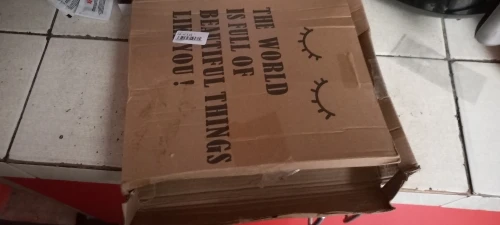 THE WORLD
IS FULL OF
BEAUTIFUL THINGS
LIKE YOU!